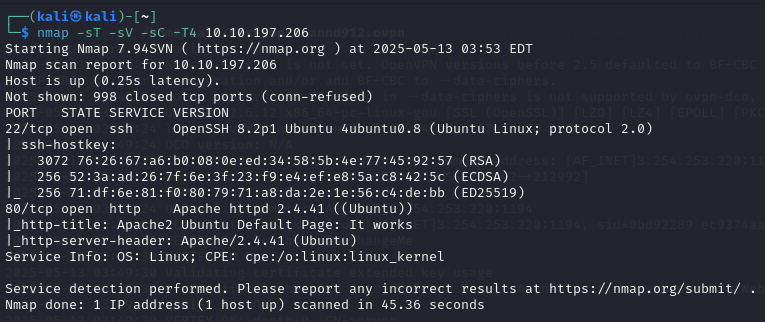 ┌──(kali㉿kali)-[~]
└─$ nmap -sT -sV -sC -T4 10.10.197.206
Starting Nmap 7.94SVN ( https://nmap.org ) at 2025-05-13 03:53 EDT
Nmap scan report for 10.10.197.206
Host is up (0.25s latency).
Not shown: 998 closed tcp ports (conn-refused)
PORT   STATE SERVICE VERSION
22/tcp open  ssh     OpenSSH 8.2p1 Ubuntu 4ubuntu0.8 (Ubuntu Linux; protocol 2.0)
| ssh-hostkey:
|   3072 76:26:67:a6:b0:08:0e:ed:34:58:5b:4e:77:45:92:57 (RSA)
|   256 52:3a:ad:26:7f:6e:3f:23:f9:e4:ef:e8:5a:c8:42:5c (ECDSA)
|_  256 71:df:6e:81:f0:80:79:71:a8:da:2e:1e:56:c4:de:bb (ED25519)
80/tcp open  http    Apache httpd 2.4.41 ((Ubuntu))
|_http-title: Apache2 Ubuntu Default Page: It works
|_http-server-header: Apache/2.4.41 (Ubuntu)
Service Info: OS: Linux; CPE: cpe:/o:linux:linux_kernel

Service detection performed. Please report any incorrect results at https://nmap.org/submit/ .
Nmap done: 1 IP address (1 host up) scanned in 45.36 seconds